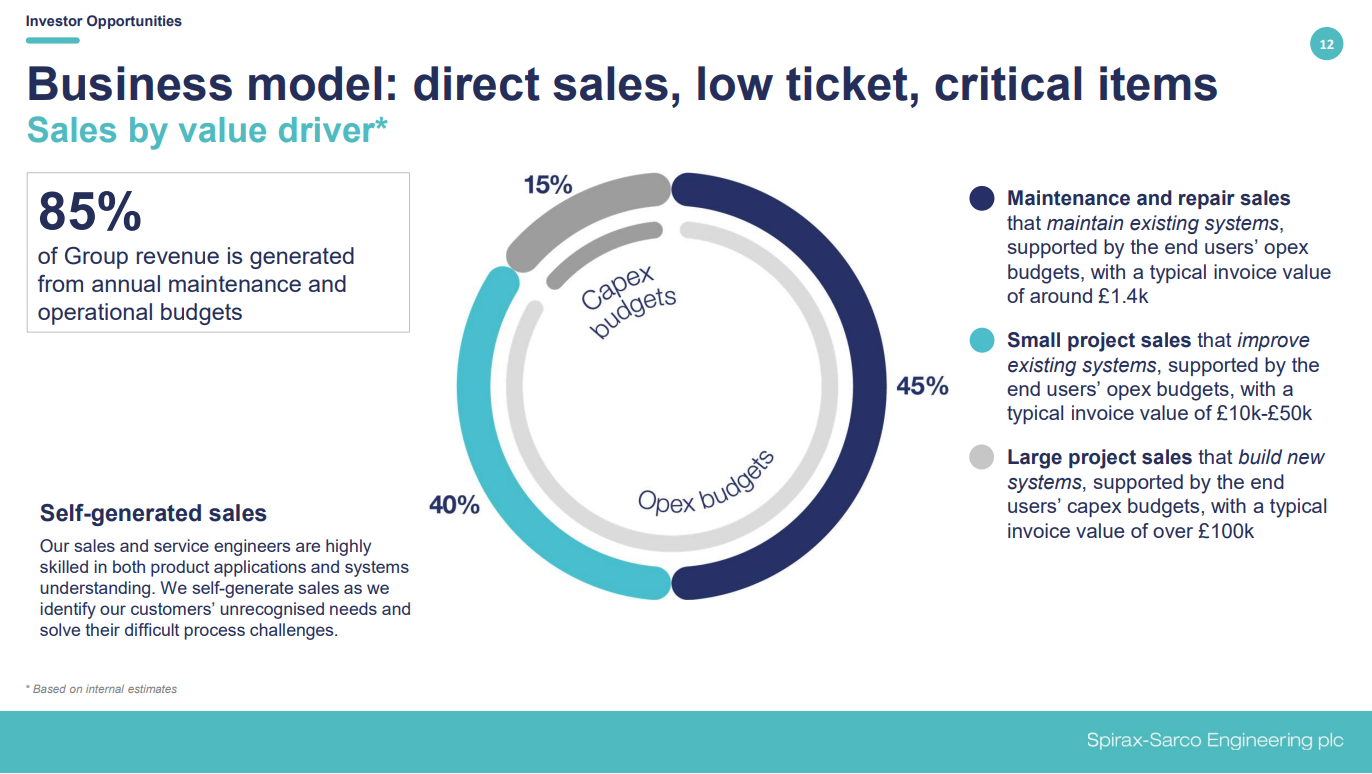 Investor Opportunities
12
Business model: direct sales, low ticket, critical items
Sales by value driver*
85%
of Group revenue is generated
from annual maintenance and
operational budgets
Self-generated sales
Our sales and service engineers are highly
skilled in both product applications and systems
understanding. We self-generate sales as we
identify our customers’ unrecognised needs and
solve their difficult process challenges.
15%
Capex
budgets
45%
40%
Opex budgets
Maintenance and repair sales
that maintain existing systems,
supported by the end users’ opex
budgets, with a typical invoice value
of around £1.4k
Small project sales that improve
existing systems, supported by the
end users’ opex budgets, with a
typical invoice value of £10k-£50k
Large project sales that build new
systems, supported by the end
users’ capex budgets, with a typical
invoice value of over £100k
* Based on internal estimates
Spirax-Sarco Engineering plc